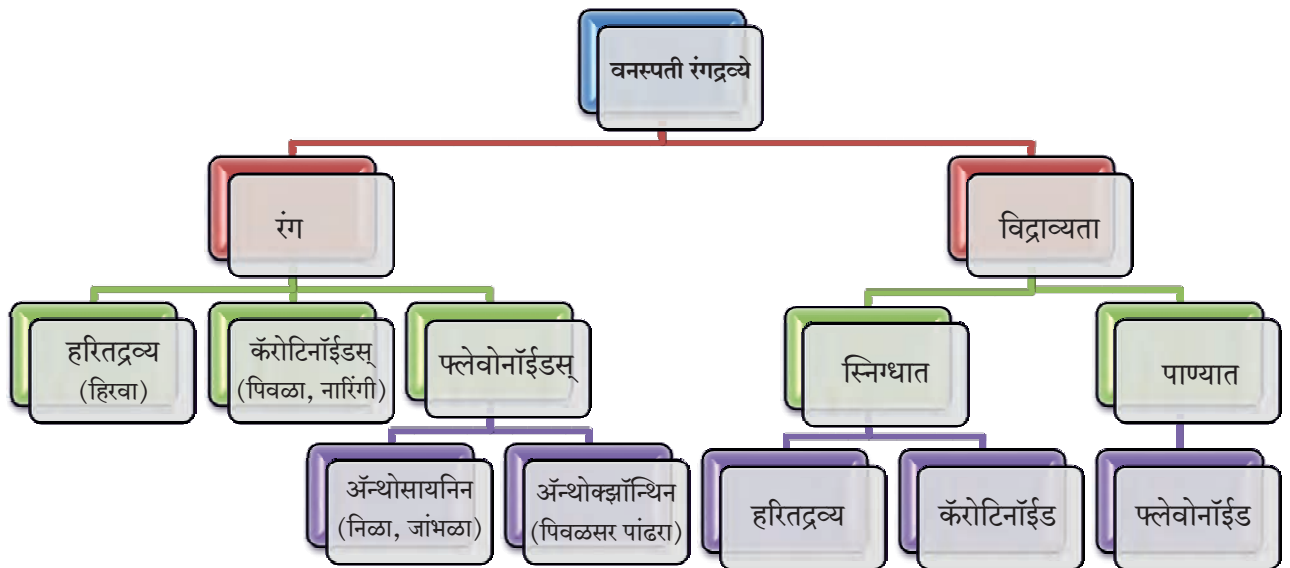 वनस्पती रंगद्रव्ये
रंग
विद्राव्यता
हरितद्रव्य
(हिरवा)
कॅरोटिनॉईडस्
(पिवळा, नारिंगी)
फ्लेवोनॉईडस्
स्निग्धात
पाण्यात
ॲन्थोसायनिन
(निळा, जांभळा)
ॲन्थोक्झॉन्थिन
(पिवळसर पांढरा)
हरितद्रव्य
कॅरोटिनॉईड
फ्लेवोनॉईड